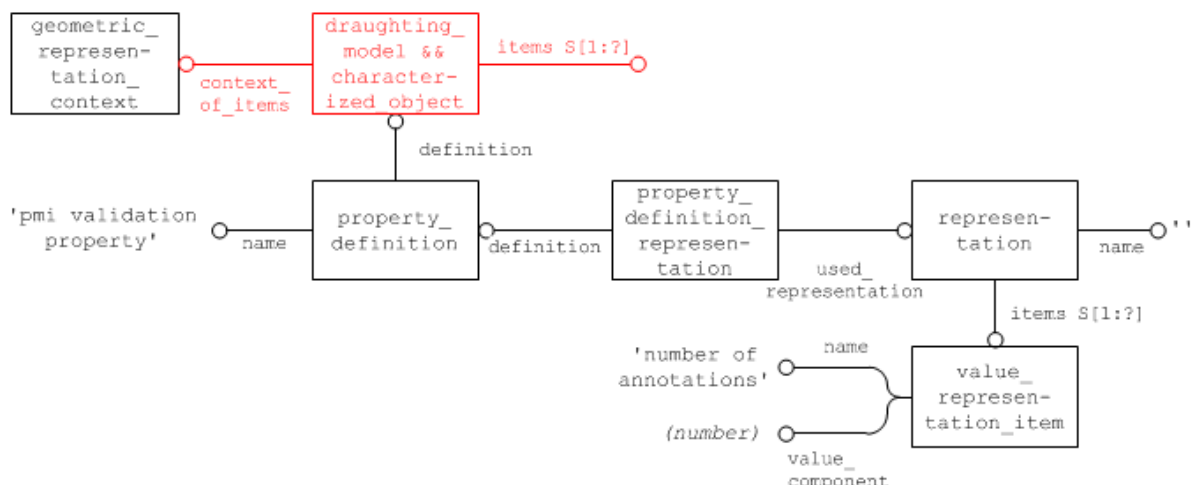 geometric_
represen-
tation_
context
context_
of_items
draughting_
model &&
character-
ized_object
items S[1:?]
definition
'pmi validation
property'
name
property_
definition
definition
property_
definition_
represen-
tation
used_
representation
represen-
tation
name
''
items S[1:?]
'number of
annotations'
name
(number)
value_
component
value_
represen-
tation_item